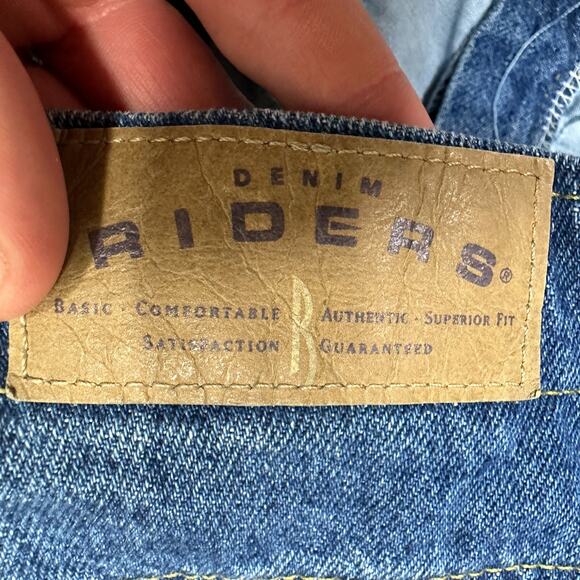 DENIM
RIDERS®
BASIC · COMFORTABLE R AUTHENTIC · SUPERIOR FIT
SATISFACTION GUARANTEED